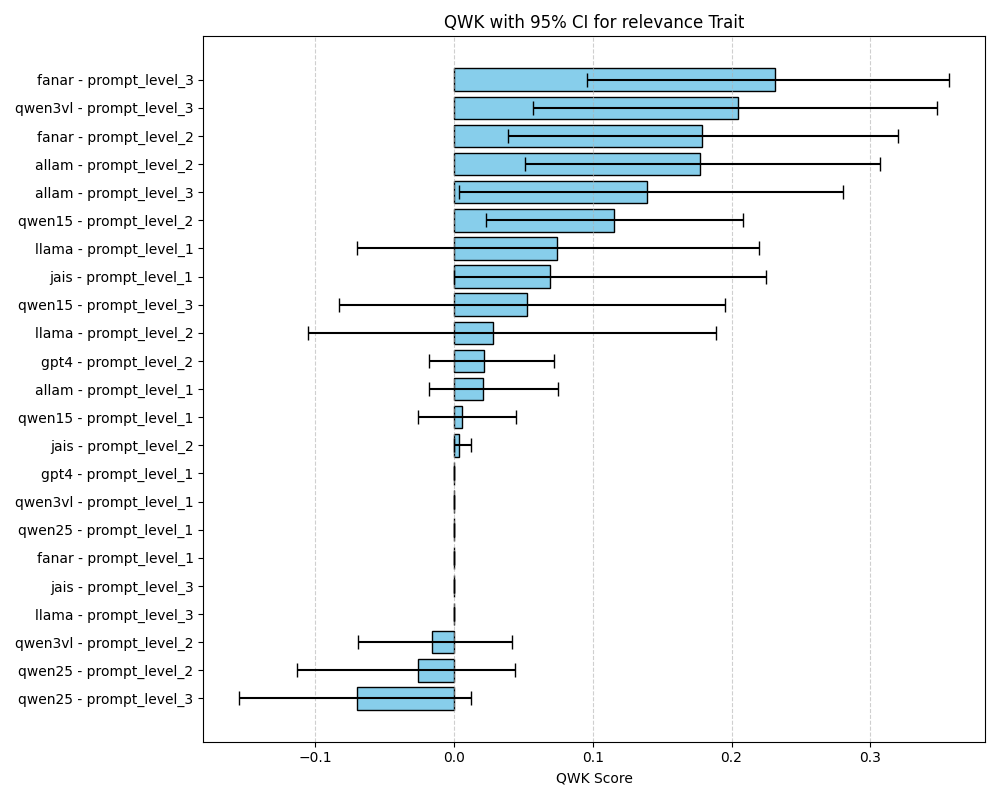 QWK with 95% CI for relevance Trait
fanar - prompt_level_3
qwen3vl - prompt_level_3
fanar - prompt_level_2
allam - prompt_level_2
allam - prompt_level_3
qwen15 - prompt_level_2
llama - prompt_level_1
jais - prompt_level_1
qwen15 - prompt_level_3
llama - prompt_level_2
gpt4 - prompt_level_2
allam - prompt_level_1
qwen15 - prompt_level_1
jais - prompt_level_2
gpt4 - prompt_level_1
qwen3vl - prompt_level_1
qwen25 - prompt_level_1
fanar - prompt_level_1
jais - prompt_level_3
llama - prompt_level_3
qwen3vl - prompt_level_2
qwen25 - prompt_level_2
qwen25 - prompt_level_3
−0.1 0.0 0.1 0.2 0.3
QWK Score